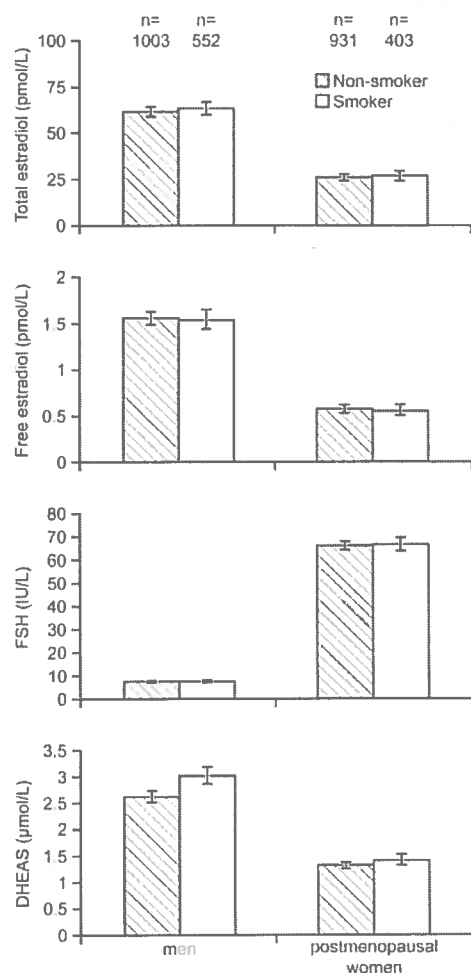 n= n= n= n=
1003 552 931 403
Total estradiol (pmol/L)
100
75
50
25
0
Non-smoker
Smoker
Free estradiol (pmol/L)
2
1.5
1
0.5
0
FSH (IU/L)
80
70
60
50
40
30
20
10
0
DHEAS (µmol/L)
3.5
3
2.5
2
1.5
1
0.5
0
men postmenopausal
women